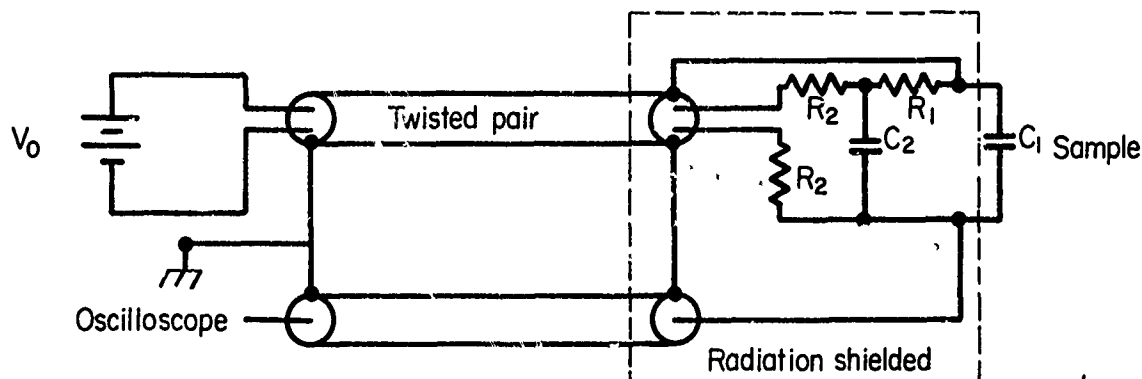 V₀
Twisted pair
R₂
R₁
C₂
R₂
C₁ Sample
Oscilloscope
Radiation shielded